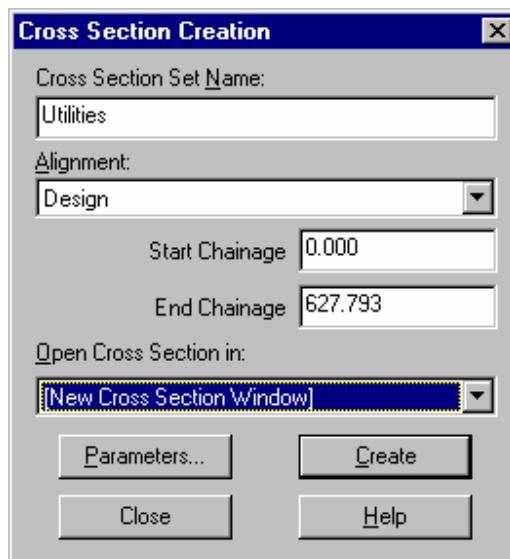 Cross Section Creation
Cross Section Set Name:
Utilities
Alignment:
Design
Start Chainage 0.000
End Chainage 627.793
Open Cross Section in:
[New Cross Section Window]
Parameters... Create
Close Help